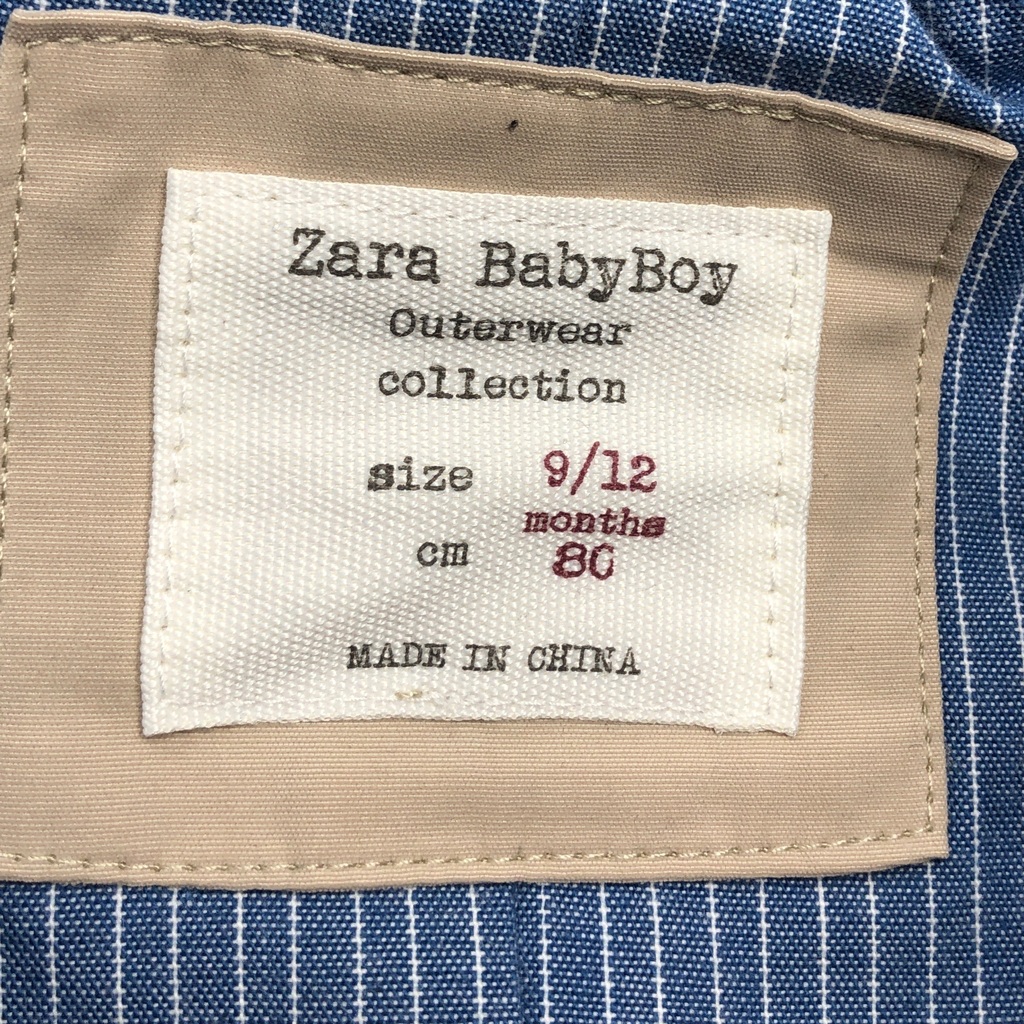 Zara BabyBoy
Outerwear
collection
size 9/12
months
cm 80
MADE IN CHINA